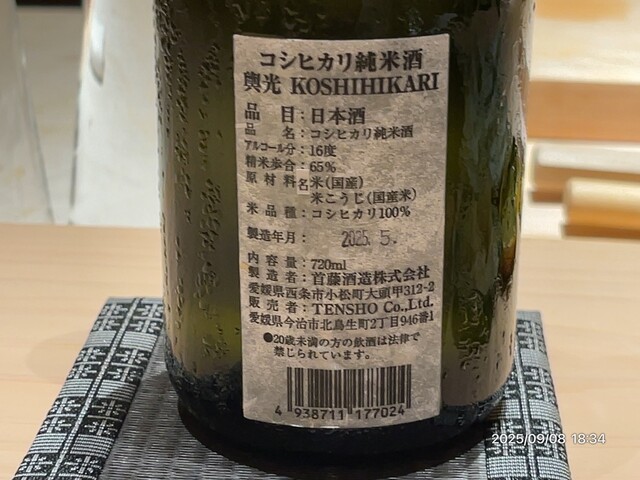 コシヒカリ純米酒
輿光 KOSHIHIKARI
品目:日本酒
品名:コシヒカリ純米酒
アルコール分:16度
精米歩合:65%
原材料名 米(国産)
米こうじ(国産米)
米品種:コシヒカリ100%
製造年月: 2025. 5.
内容量:720ml
製造者:首藤酒造株式会社
愛媛県西条市小松町大頭甲312-2
販売者:TENSHO Co.,Ltd.
愛媛県今治市北鳥生町2丁目946番1
●20歳未満の方の飲酒は法律で
禁じられています。
4 938711 177024
2025/09/08 18:34